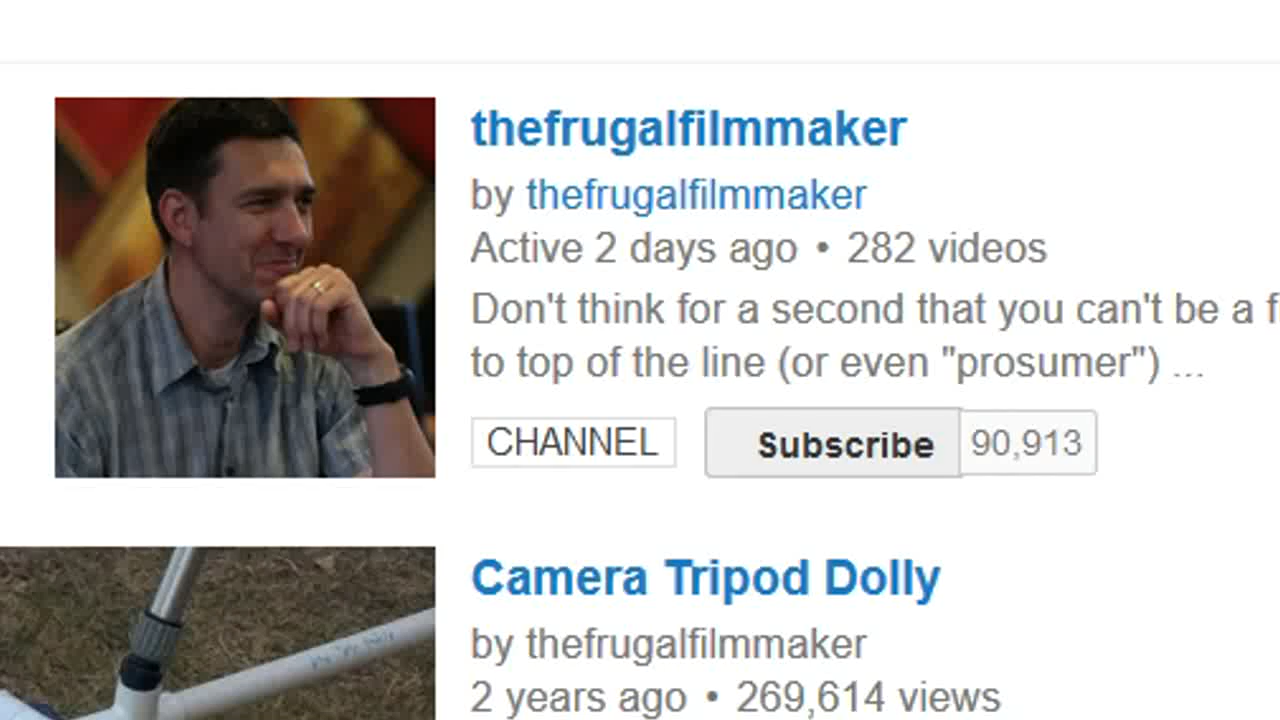 thefrugalfilmmaker
by thefrugalfilmmaker
Active 2 days ago • 282 videos
Don't think for a second that you can't be a f
to top of the line (or even "prosumer") ...
CHANNEL
Subscribe 90,913
Camera Tripod Dolly
by thefrugalfilmmaker
2 years ago • 269,614 views